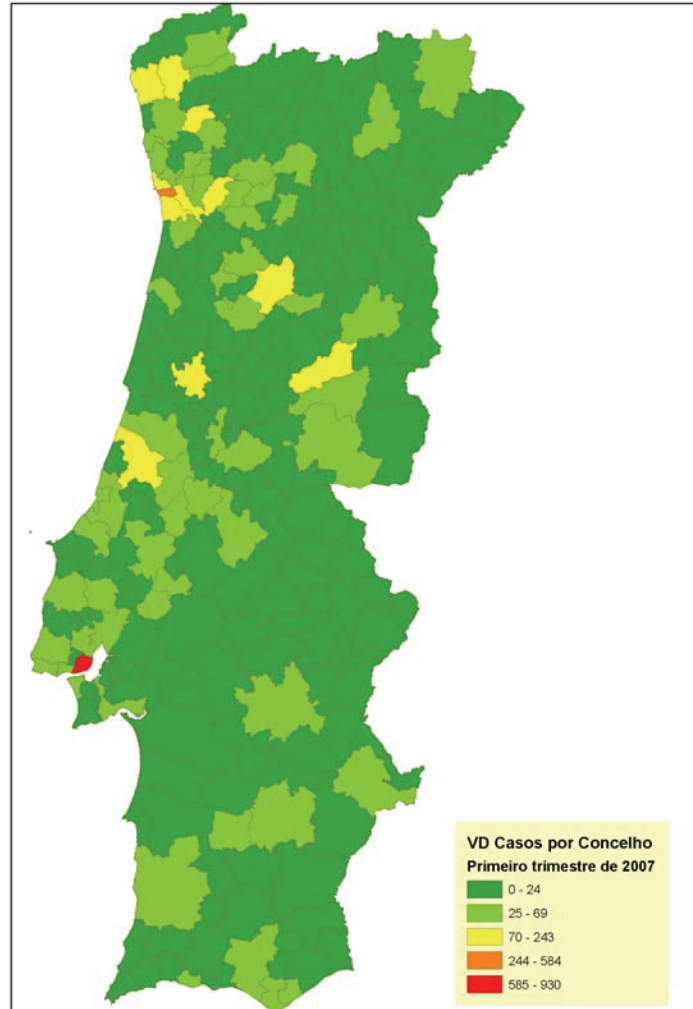 VD Casos por Concelho
Primeiro trimestre de 2007
0 - 24
25 - 69
70 - 243
244 - 584
585 - 930